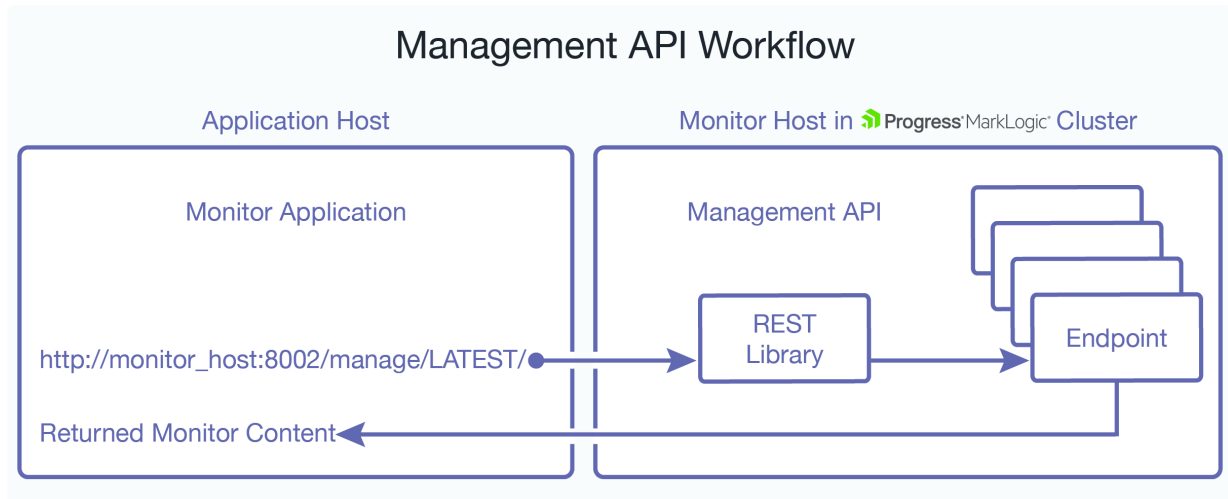 Management API Workflow
Application Host
Monitor Host in Progress® MarkLogic® Cluster
Monitor Application
Management API
REST
Library
Endpoint
http://monitor_host:8002/manage/LATEST/
Returned Monitor Content